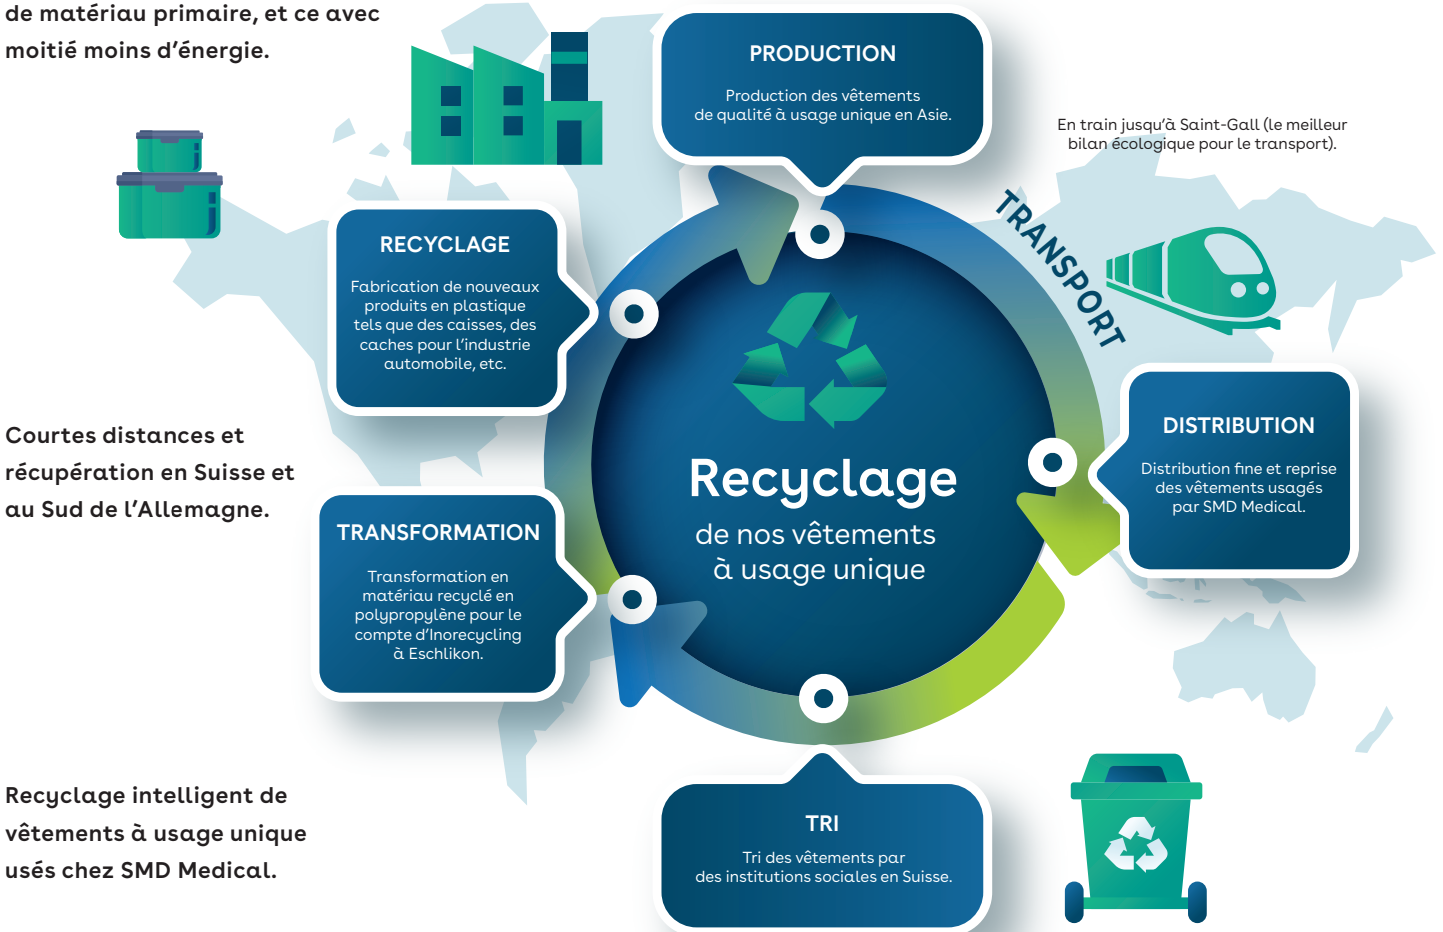 de matériau primaire, et ce avec
moitié moins d’énergie.
PRODUCTION
Production des vêtements
de qualité à usage unique en Asie.
En train jusqu’à Saint-Gall (le meilleur
bilan écologique pour le transport).
TRANSPORT
RECYCLAGE
Fabrication de nouveaux
produits en plastique
tels que des caisses, des
caches pour l’industrie
automobile, etc.
DISTRIBUTION
Distribution fine et reprise
des vêtements usagés
par SMD Medical.
Courtes distances et
récupération en Suisse et
au Sud de l’Allemagne.
Recyclage
de nos vêtements
à usage unique
TRANSFORMATION
Transformation en
matériau recyclé en
polypropylène pour le
compte d’Inorecycling
à Eschlikon.
Recyclage intelligent de
vêtements à usage unique
usés chez SMD Medical.
TRI
Tri des vêtements par
des institutions sociales en Suisse.